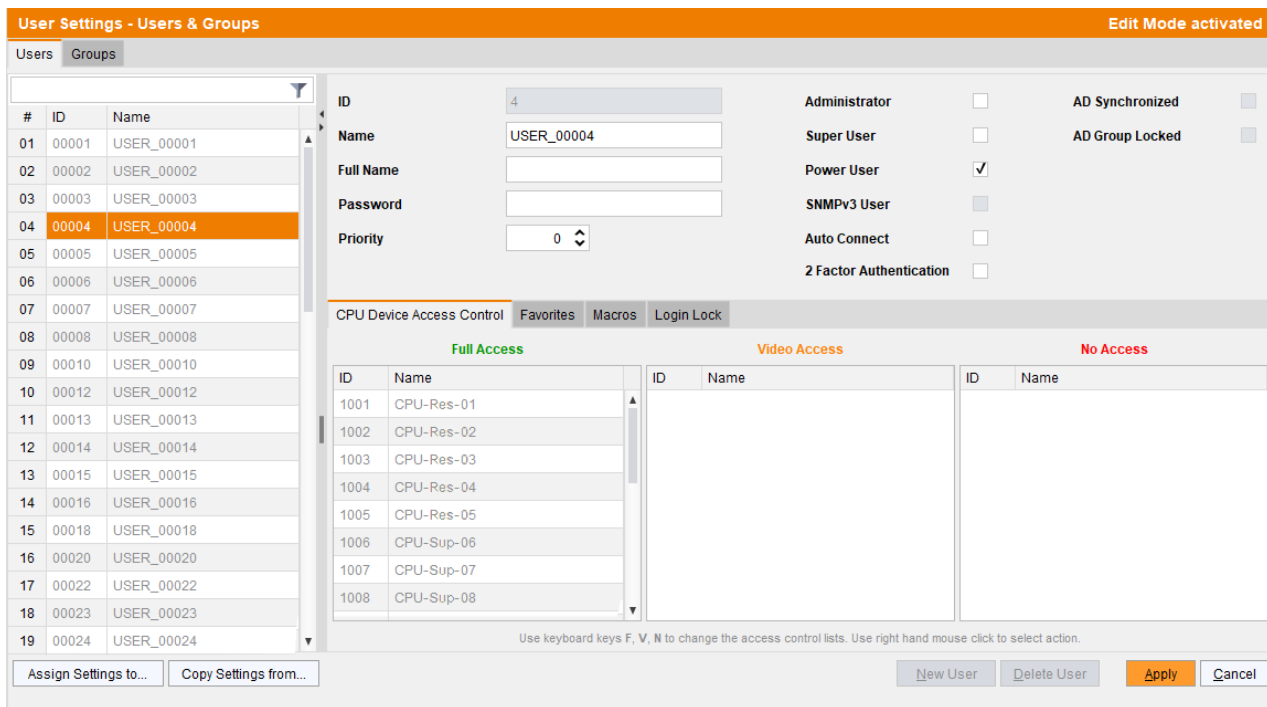 User Settings - Users & Groups Edit Mode activated
Users Groups
# ID Name
01 00001 USER_00001
02 00002 USER_00002
03 00003 USER_00003
04 00004 USER_00004
05 00005 USER_00005
06 00006 USER_00006
07 00007 USER_00007
08 00008 USER_00008
09 00010 USER_00010
10 00012 USER_00012
11 00013 USER_00013
12 00014 USER_00014
13 00015 USER_00015
14 00016 USER_00016
15 00018 USER_00018
16 00020 USER_00020
17 00022 USER_00022
18 00023 USER_00023
19 00024 USER_00024
ID 4
Name USER_00004
Full Name
Password
Priority 0
Administrator
Super User
Power User
SNMPv3 User
Auto Connect
2 Factor Authentication
AD Synchronized
AD Group Locked
CPU Device Access Control Favorites Macros Login Lock
Full Access
ID Name
1001 CPU-Res-01
1002 CPU-Res-02
1003 CPU-Res-03
1004 CPU-Res-04
1005 CPU-Res-05
1006 CPU-Sup-06
1007 CPU-Sup-07
1008 CPU-Sup-08
Video Access
ID Name
No Access
ID Name
Use keyboard keys F, V, N to change the access control lists. Use right hand mouse click to select action.
Assign Settings to... Copy Settings from... New User Delete User Apply Cancel